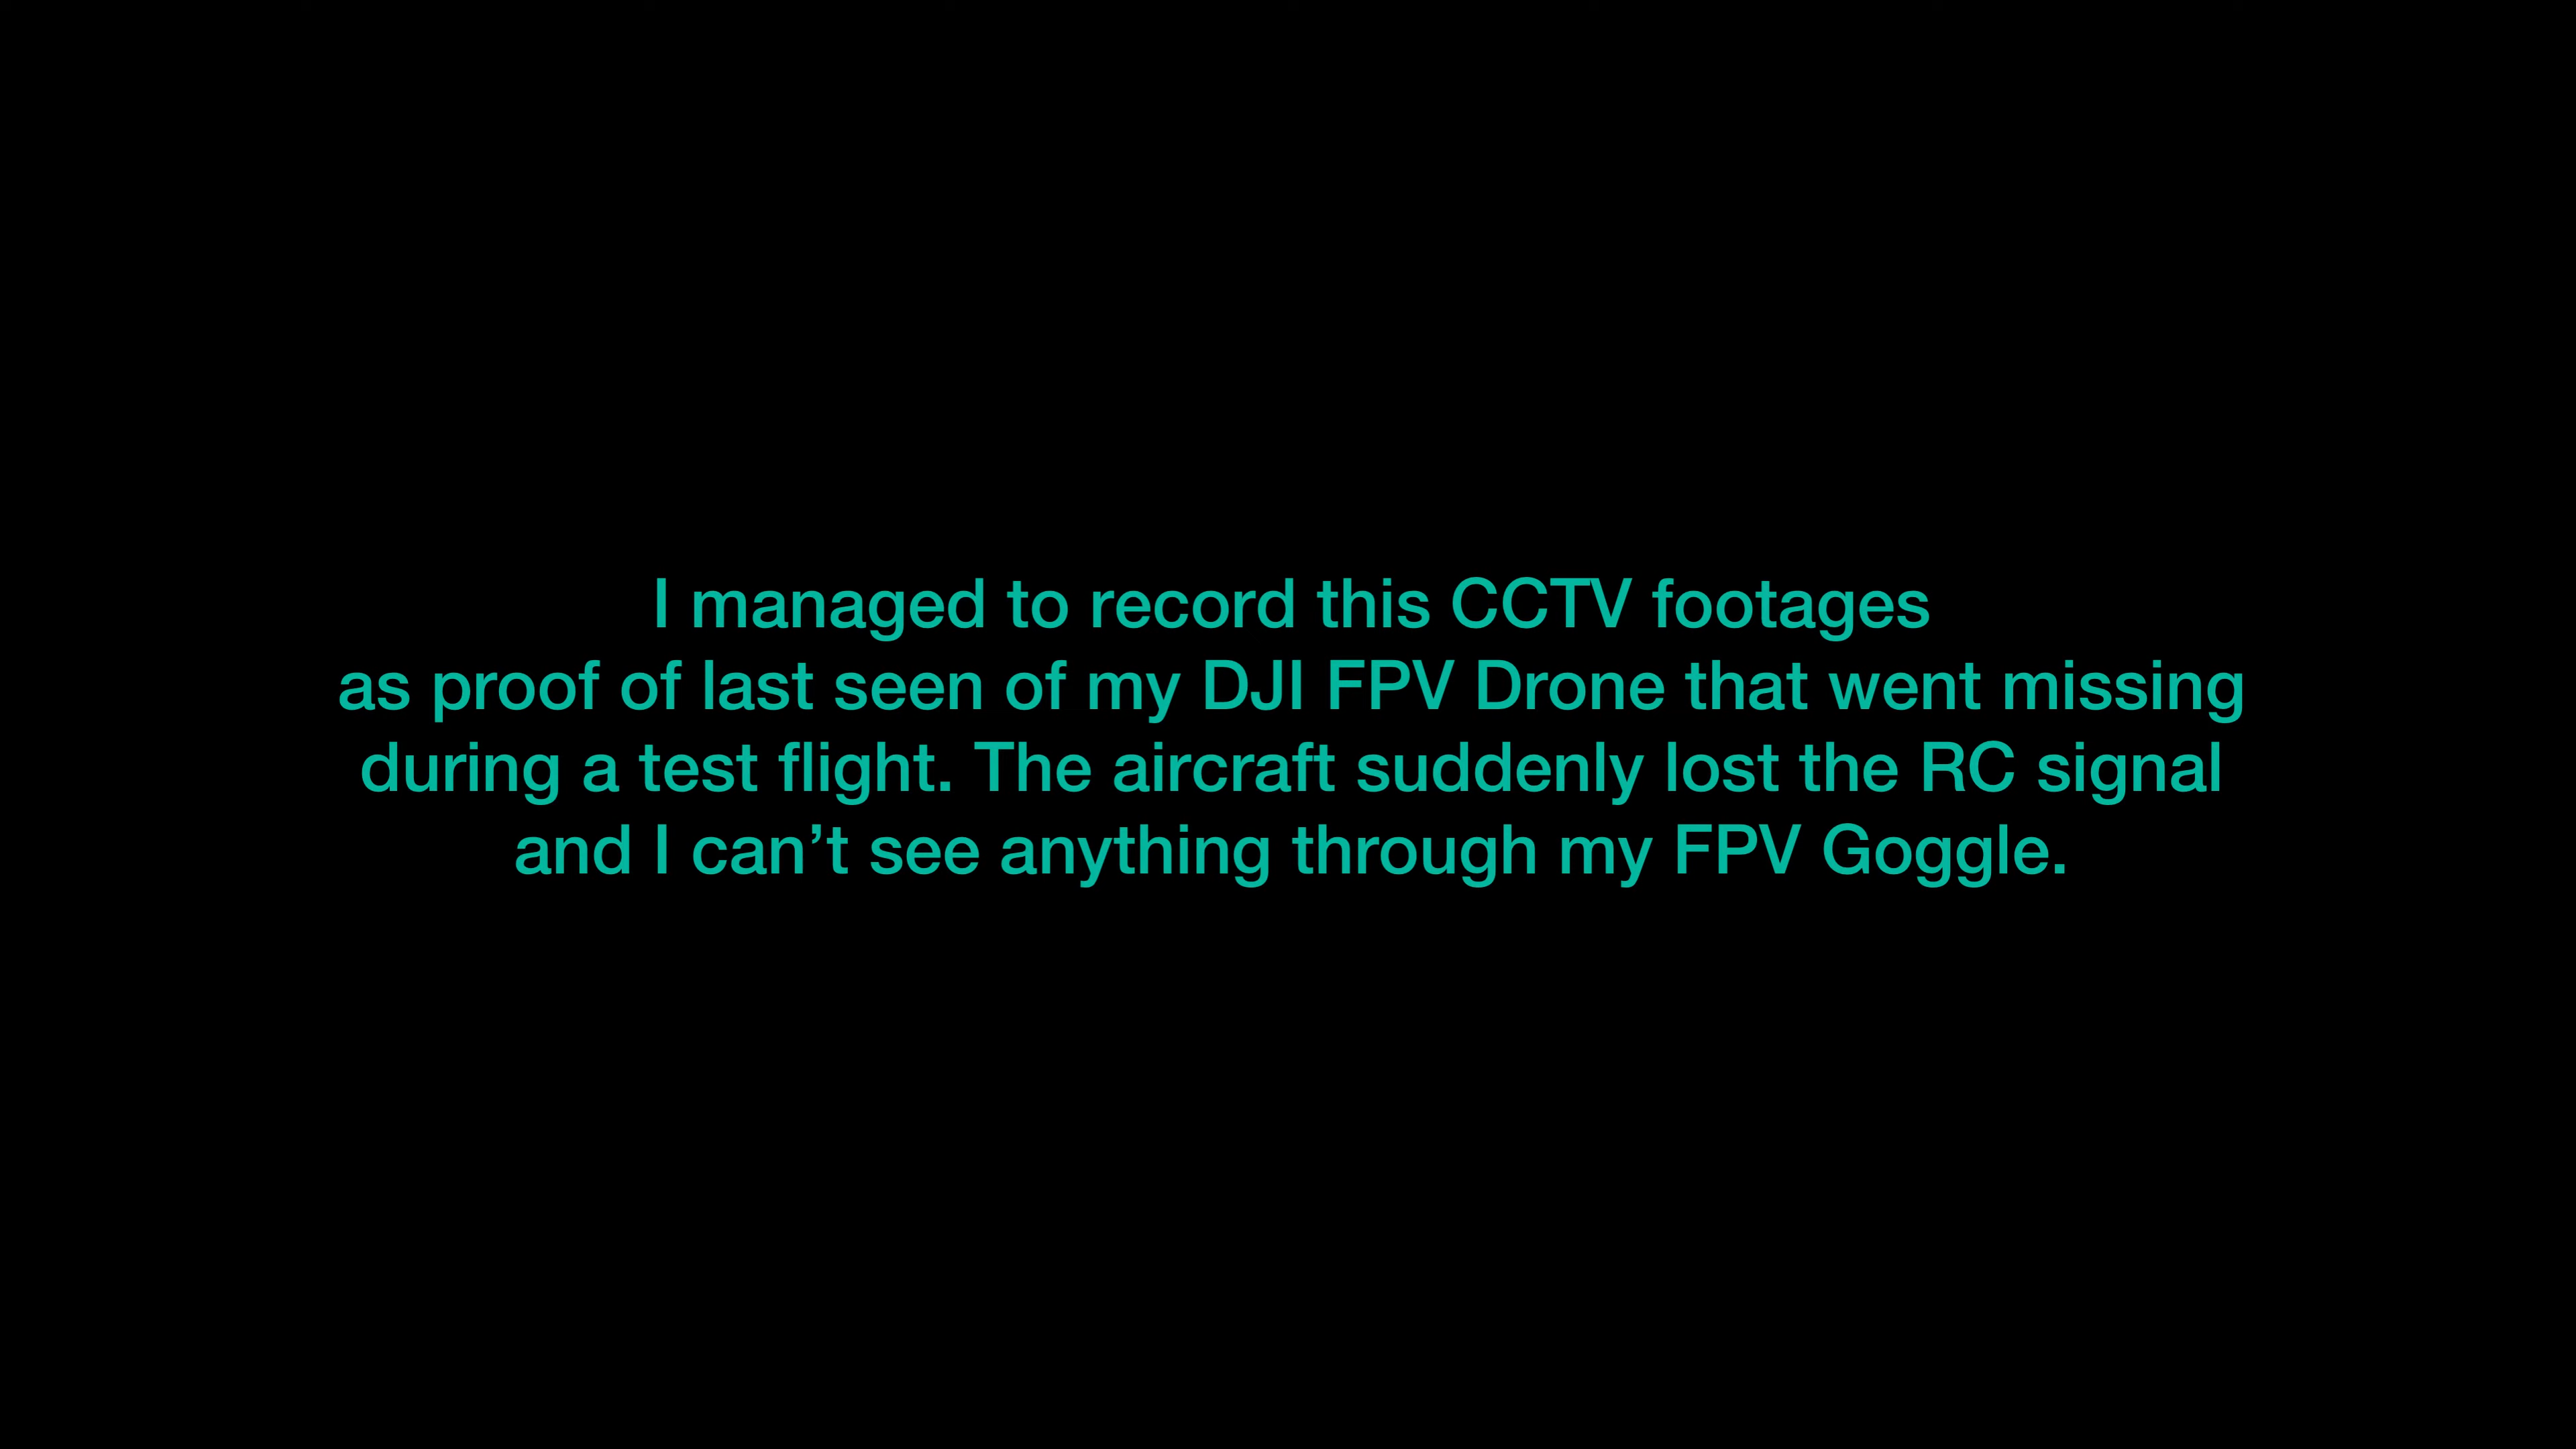 I managed to record this CCTV footages
as proof of last seen of my DJI FPV Drone that went missing
during a test flight. The aircraft suddenly lost the RC signal
and I can’t see anything through my FPV Goggle.